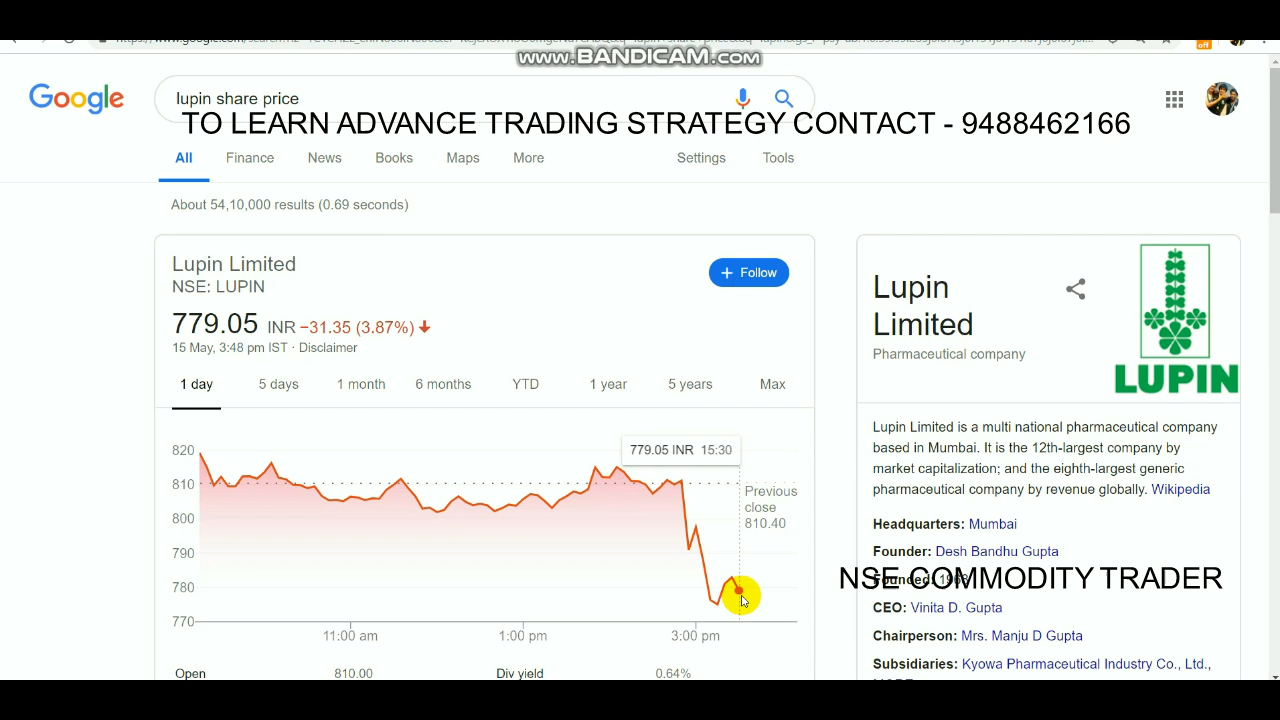 www.BANDICAM.com
Google
lupin share price
TO LEARN ADVANCE TRADING STRATEGY CONTACT - 9488462166
All Finance News Books Maps More Settings Tools
About 54,10,000 results (0.69 seconds)
Lupin Limited
NSE: LUPIN
+ Follow
779.05 INR −31.35 (3.87%)
15 May, 3:48 pm IST · Disclaimer
1 day 5 days 1 month 6 months YTD 1 year 5 years Max
779.05 INR 15:30
820
810
800
790
780
770
Previous
close
810.40
11:00 am 1:00 pm 3:00 pm
Open 810.00 Div yield 0.64%
Lupin
Limited
Pharmaceutical company
LUPIN
Lupin Limited is a multi national pharmaceutical company
based in Mumbai. It is the 12th-largest company by
market capitalization; and the eighth-largest generic
pharmaceutical company by revenue globally. Wikipedia
Headquarters: Mumbai
Founder: Desh Bandhu Gupta
Founded:
NSE COMMODITY TRADER
CEO: Vinita D. Gupta
Chairperson: Mrs. Manju D Gupta
Subsidiaries: Kyowa Pharmaceutical Industry Co., Ltd.,